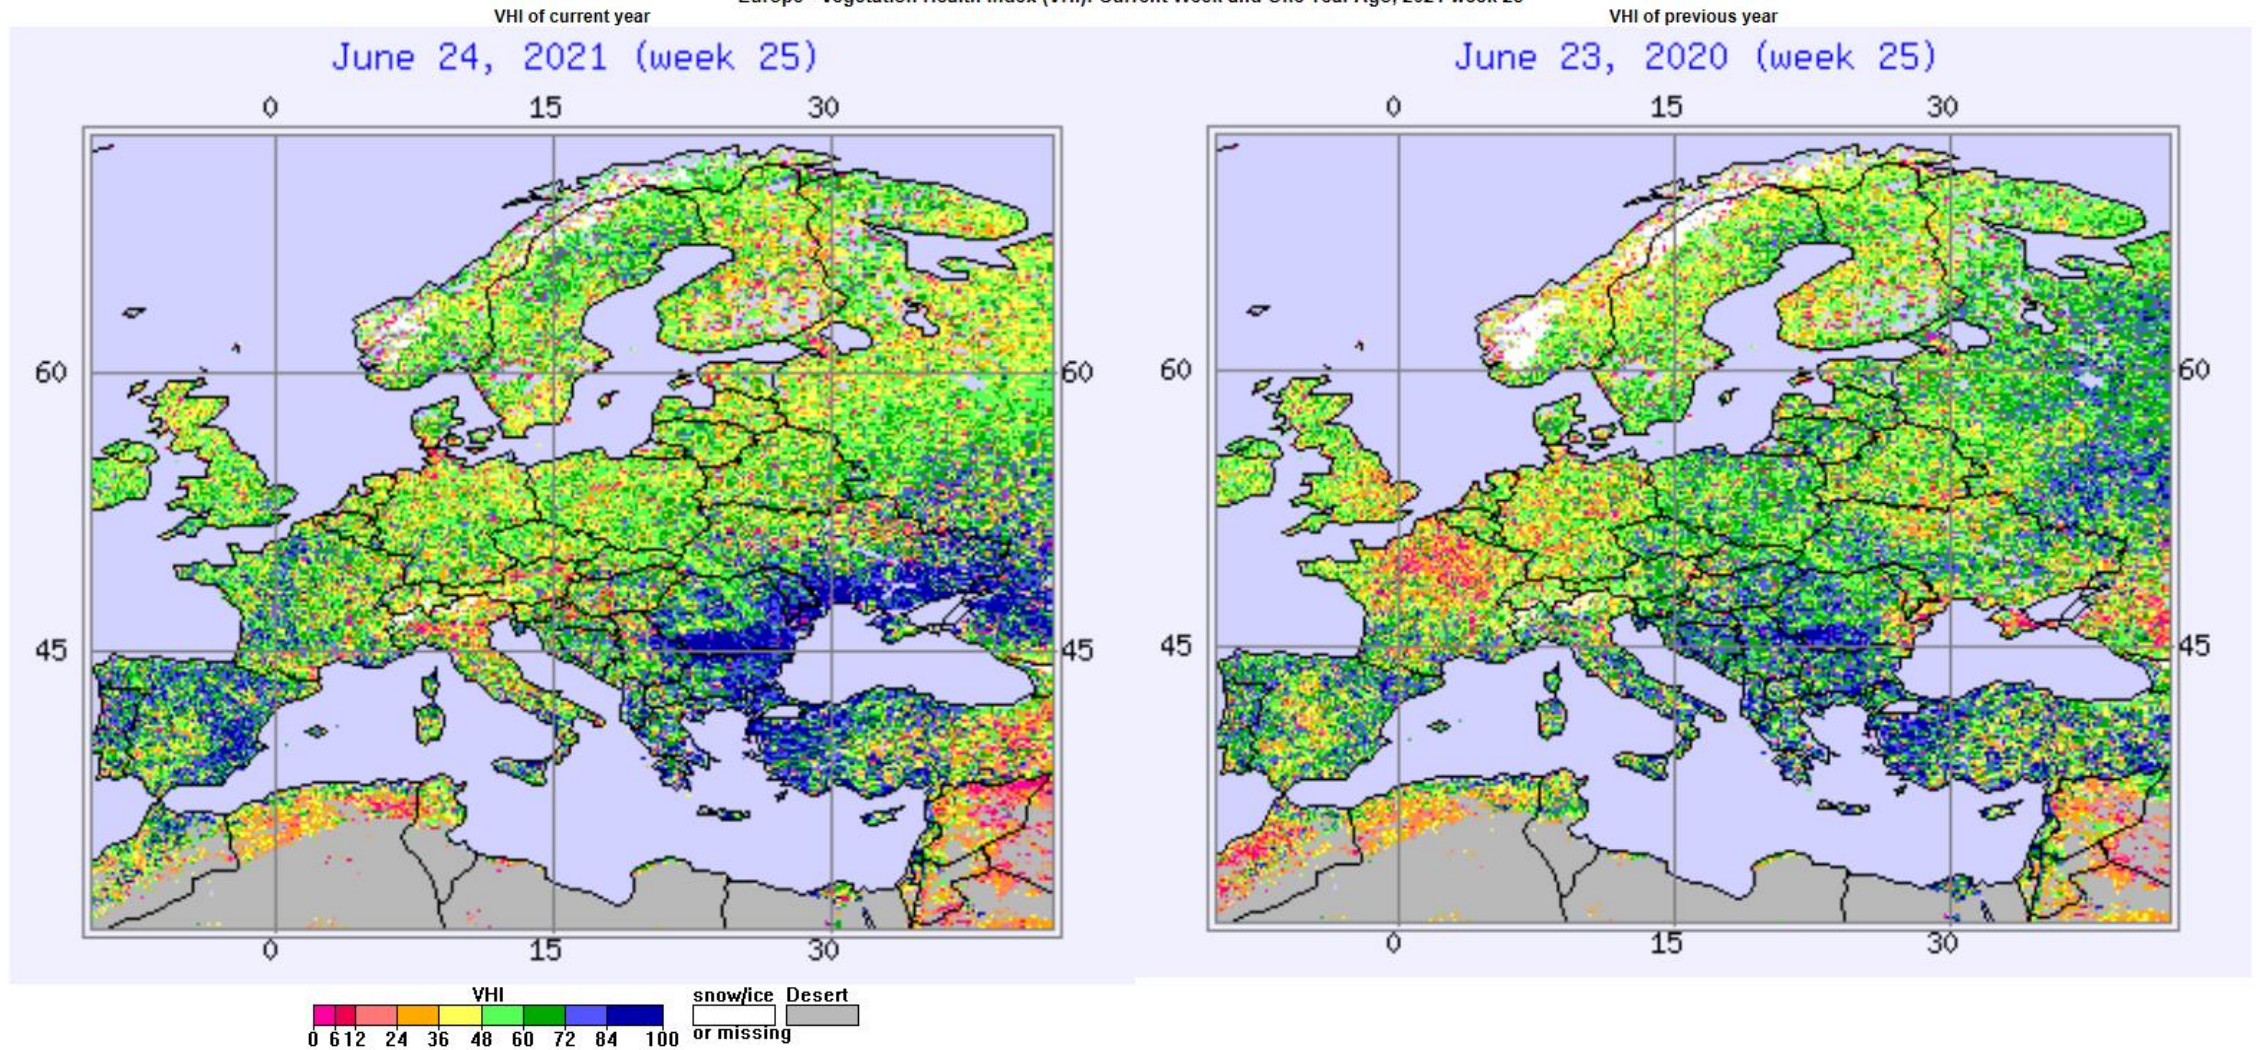 VHI of current year
VHI of previous year
June 24, 2021 (week 25)
June 23, 2020 (week 25)
0 15 30
0 15 30
60 60
60 60
45 45
45 45
0 15 30
0 15 30
VHI
snow/ice Desert
or missing
0 6 12 24 36 48 60 72 84 100